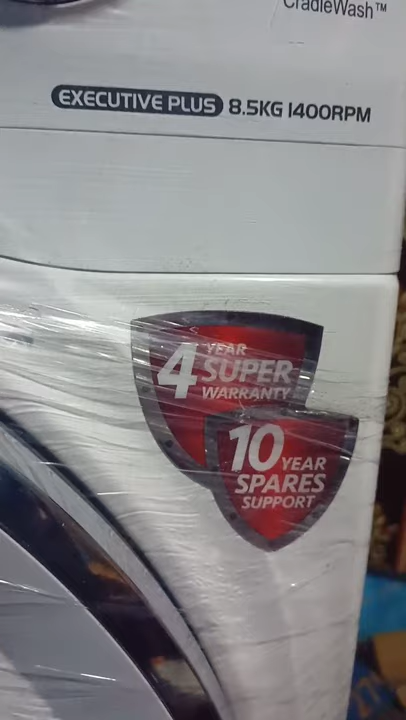 CradleWash™
EXECUTIVE PLUS 8.5KG 1400RPM
4 YEAR
SUPER
WARRANTY
10 YEAR
SPARES
SUPPORT